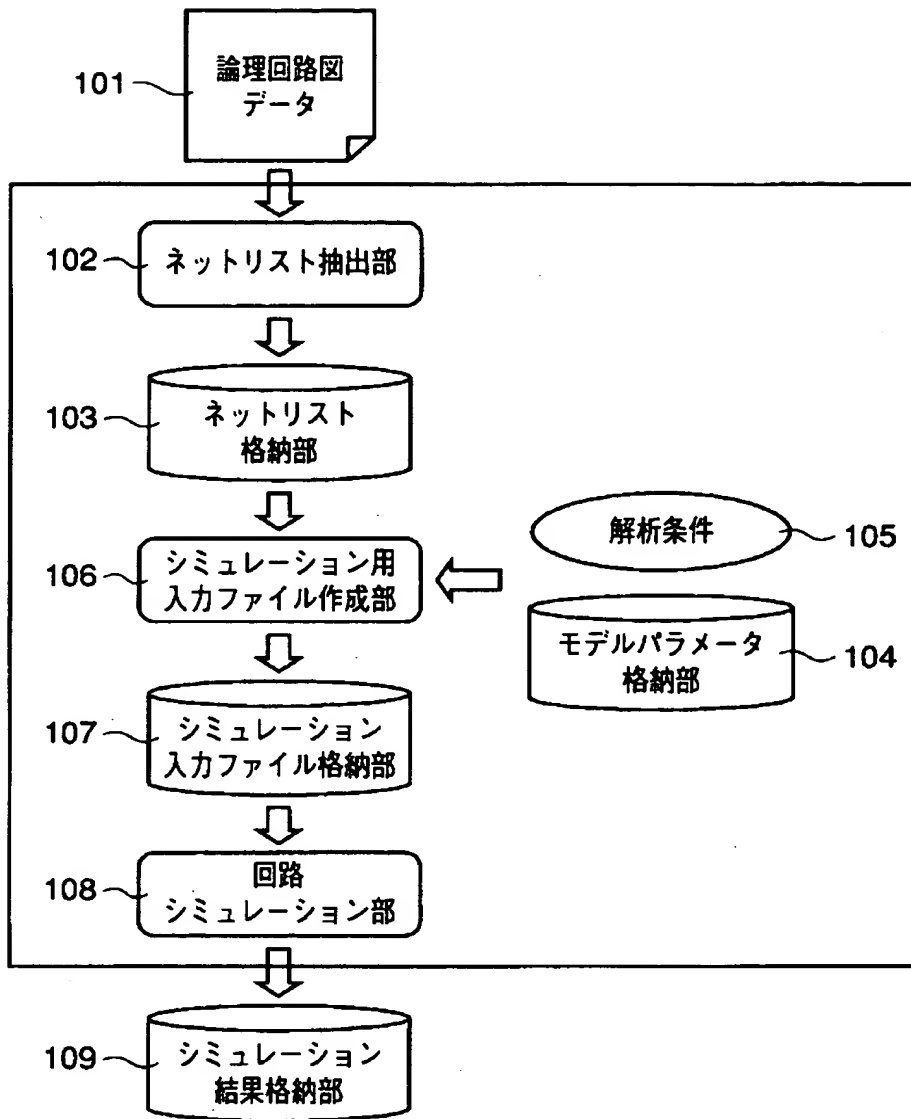 101
論理回路図
データ
102
ネットリスト抽出部
103
ネットリスト
格納部
106
シミュレーション用
入力ファイル作成部
解析条件
105
モデルパラメータ
格納部
104
107
シミュレーション
入力ファイル格納部
108
回路
シミュレーション部
109
シミュレーション
結果格納部